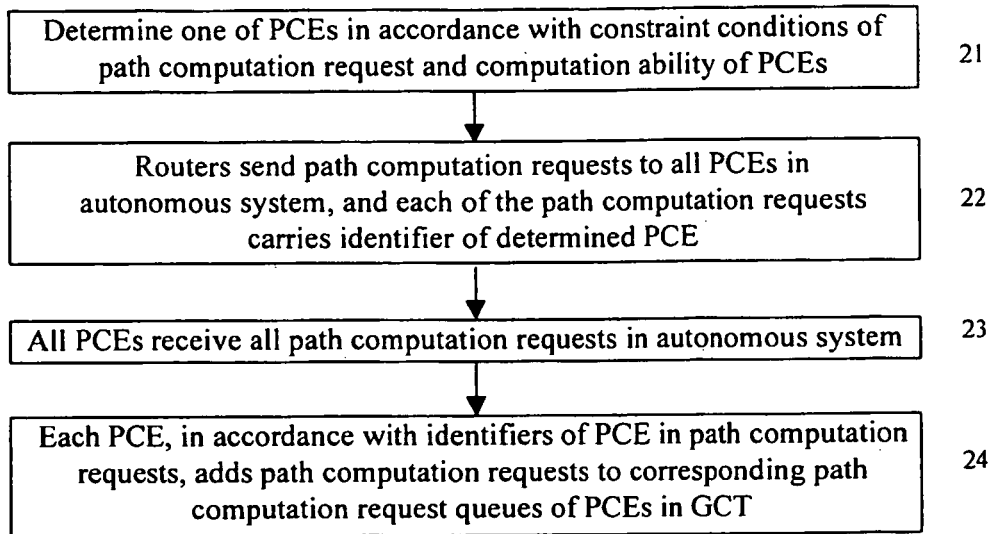 Determine one of PCEs in accordance with constraint conditions of
path computation request and computation ability of PCEs
21
Routers send path computation requests to all PCEs in
autonomous system, and each of the path computation requests
carries identifier of determined PCE
22
All PCEs receive all path computation requests in autonomous system
23
Each PCE, in accordance with identifiers of PCE in path computation
requests, adds path computation requests to corresponding path
computation request queues of PCEs in GCT
24